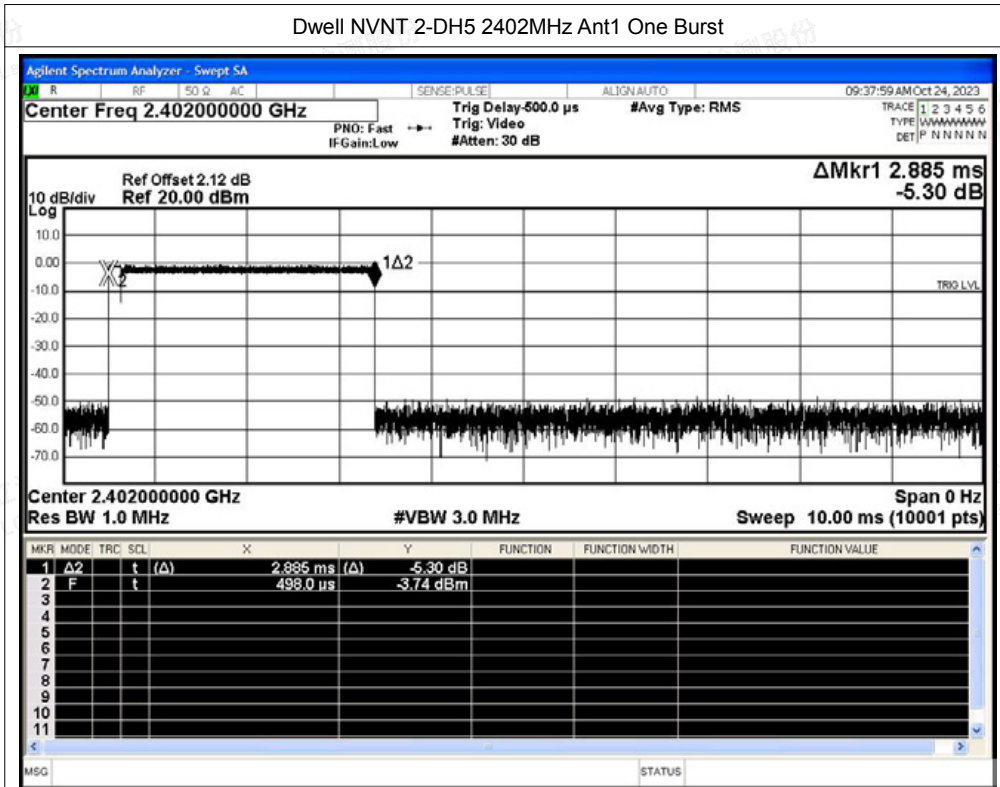 Dwell NVNT 2-DH5 2402MHz Ant1 One Burst
Agilent Spectrum Analyzer - Swept SA
R RF 50 Ω AC SENSE:PULSE ALIGN AUTO 09:37:59 AM Oct 24, 2023
Center Freq 2.402000000 GHz
Trig Delay-500.0 µs #Avg Type: RMS TRACE 1 2 3 4 5 6
PNO: Fast Trig: Video TYPE WWWWWW
IFGain:Low #Atten: 30 dB DET P N N N N N
ΔMkr1 2.885 ms
-5.30 dB
Ref Offset 2.12 dB
10 dB/div Ref 20.00 dBm
Log
10.0
0.00
1Δ2
2
-10.0
TRIG LVL
-20.0
-30.0
-40.0
-50.0
-60.0
-70.0
Center 2.402000000 GHz Span 0 Hz
Res BW 1.0 MHz #VBW 3.0 MHz Sweep 10.00 ms (10001 pts)
MKR MODE TRC SCL X Y FUNCTION FUNCTION WIDTH FUNCTION VALUE
1 Δ2 t (Δ) 2.885 ms (Δ) -5.30 dB
2 F t 498.0 µs -3.74 dBm
3
4
5
6
7
8
9
10
11
MSG STATUS